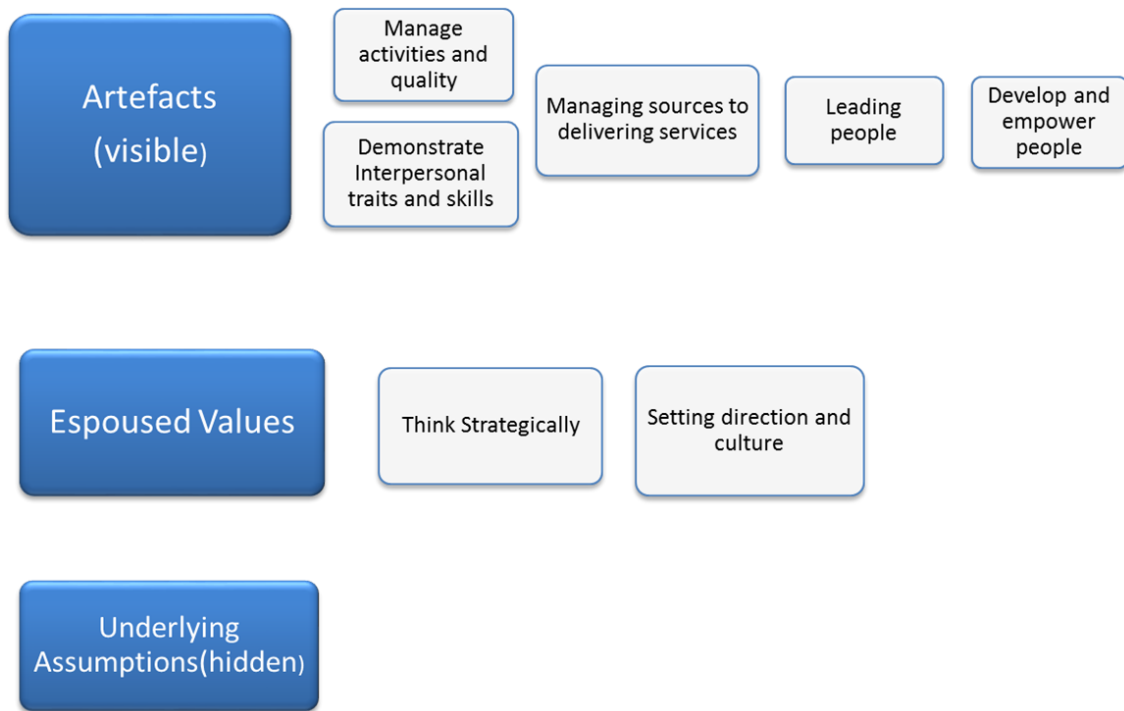 Artefacts
(visible)
Manage
activities and
quality
Demonstrate
Interpersonal
traits and skills
Managing sources to
delivering services
Leading
people
Develop and
empower
people
Espoused Values
Think Strategically
Setting direction and
culture
Underlying
Assumptions(hidden)